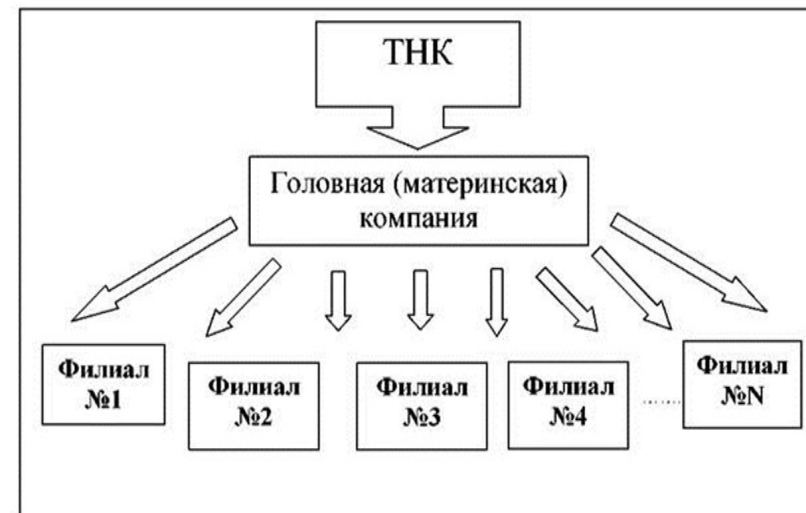 ТНК
Головная (материнская)
компания
Филиал
№1
Филиал
№2
Филиал
№3
Филиал
№4
........
Филиал
№N